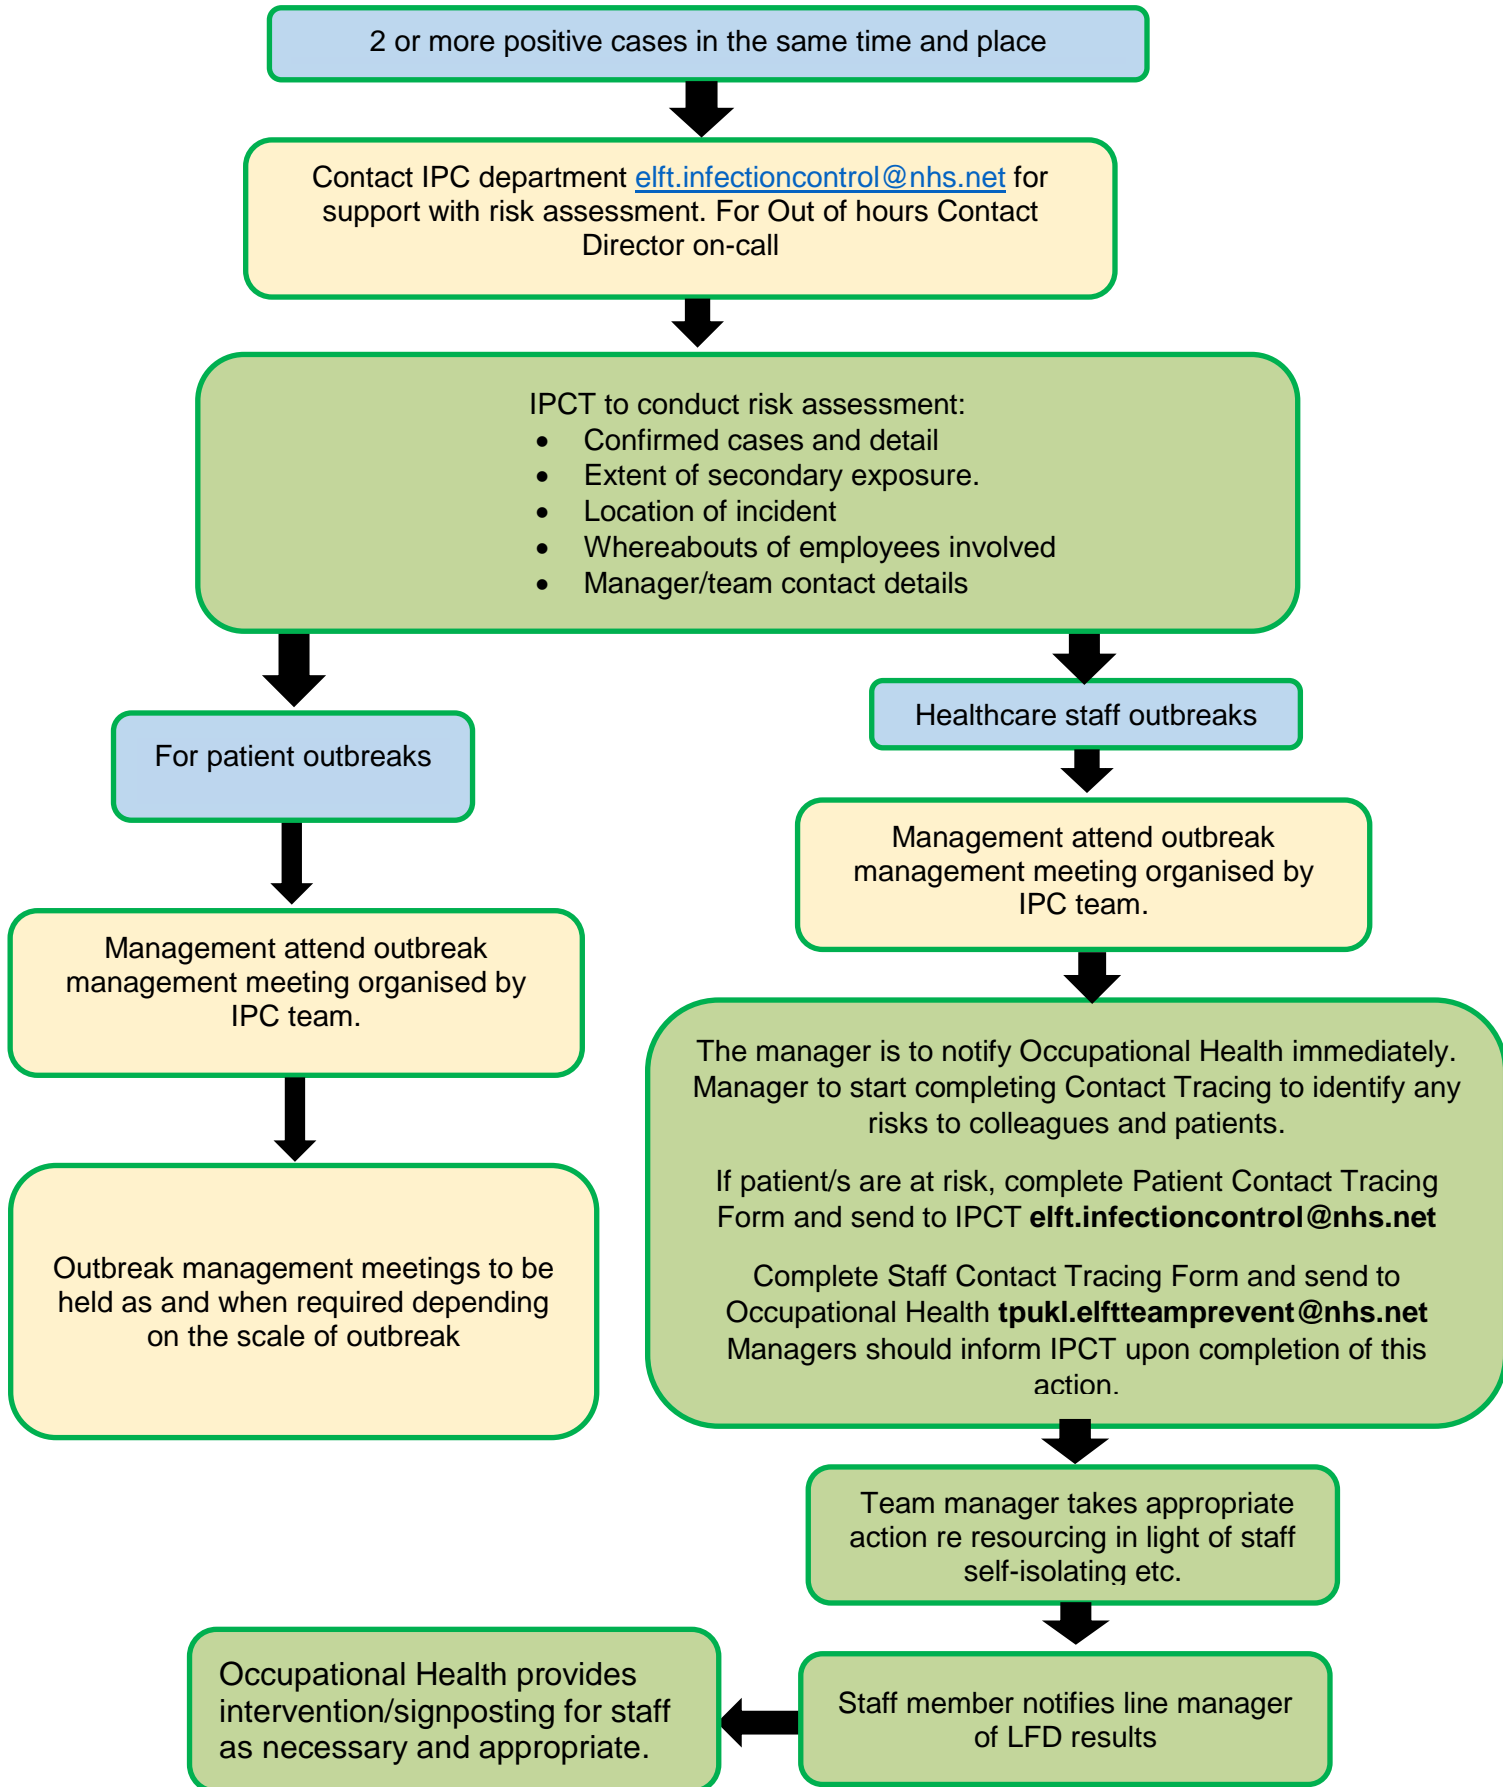 2 or more positive cases in the same time and place
Contact IPC department elft.infectioncontrol@nhs.net for
support with risk assessment. For Out of hours Contact
Director on-call
IPCT to conduct risk assessment:
• Confirmed cases and detail
• Extent of secondary exposure.
• Location of incident
• Whereabouts of employees involved
• Manager/team contact details
For patient outbreaks
Management attend outbreak
management meeting organised by
IPC team.
Outbreak management meetings to be
held as and when required depending
on the scale of outbreak
Healthcare staff outbreaks
Management attend outbreak
management meeting organised by
IPC team.
The manager is to notify Occupational Health immediately.
Manager to start completing Contact Tracing to identify any
risks to colleagues and patients.
If patient/s are at risk, complete Patient Contact Tracing
Form and send to IPCT elft.infectioncontrol@nhs.net
Complete Staff Contact Tracing Form and send to
Occupational Health tpukl.elftteamprevent@nhs.net
Managers should inform IPCT upon completion of this
action.
Team manager takes appropriate
action re resourcing in light of staff
self-isolating etc.
Staff member notifies line manager
of LFD results
Occupational Health provides
intervention/signposting for staff
as necessary and appropriate.